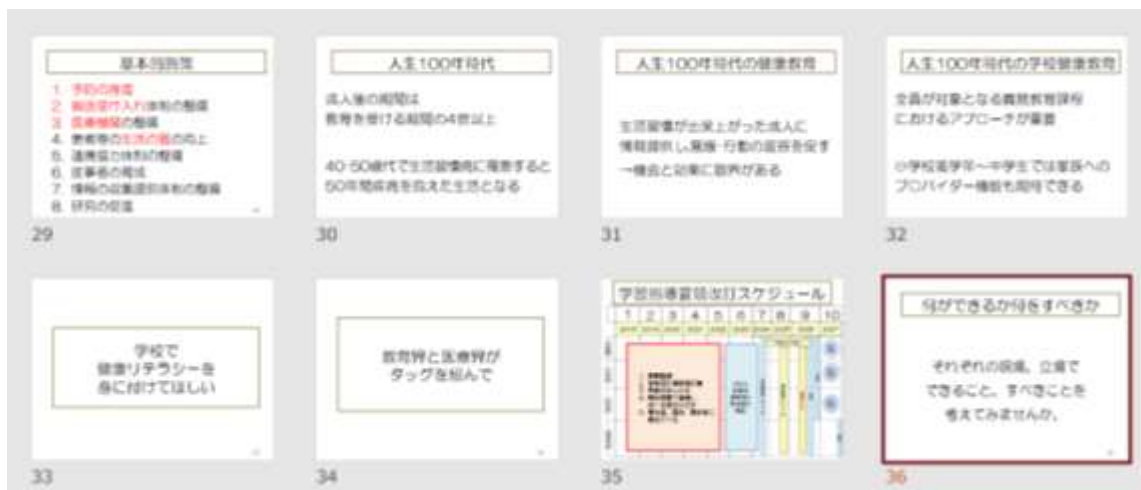 基本的施策
1. 予防の推進
2. 搬送受け入れ体制の整備
3. 医療機関の整備
4. 患者等の生活の質の向上
5. 連携協力体制の整備
6. 従事者の育成
7. 情報の収集提供体制の整備
8. 研究の促進
29
人生100年時代
成人後の期間は
教育を受ける期間の4倍以上
40-50歳代で生活習慣病に罹患すると
50年間疾病を抱えた生活となる
30
人生100年時代の健康教育
生活習慣が出来上がった成人に
情報提供し意識・行動の変容を促す
→機会と効果に限界がある
31
人生100年時代の学校健康教育
全員が対象となる義務教育課程
におけるアプローチが重要
小学校高学年〜中学生では家族への
プロバイダー機能も期待できる
32
学校で
健康リテラシーを
身に付けてほしい
33
教育界と医療界が
タッグを組んで
34
学習指導要領改訂スケジュール
1 2 3 4 5 6 7 8 9 10
35
何ができるか何をすべきか
それぞれの現場、立場で
できること、すべきことを
考えてみませんか。
36